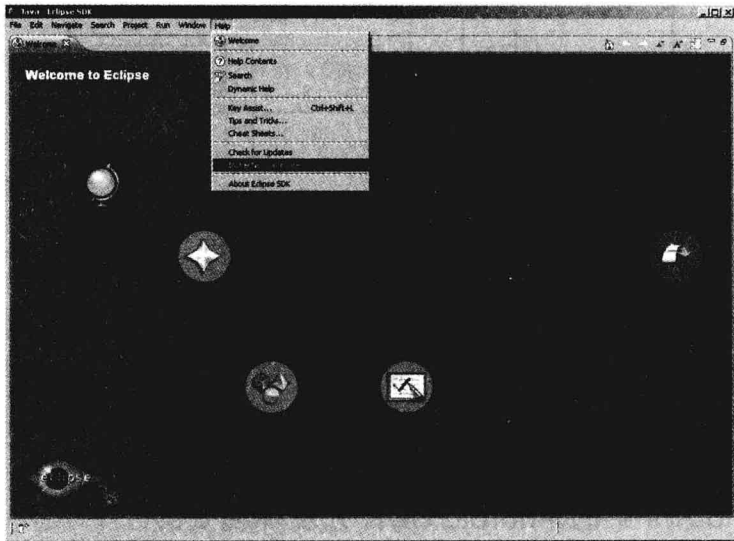 Java - Eclipse SDK
File Edit Navigate Search Project Run Window Help
Welcome
Welcome
Help Contents
Search
Dynamic Help
Key Assist... Ctrl+Shift+L
Tips and Tricks...
Cheat Sheets...
Check for Updates
About Eclipse SDK
Welcome to Eclipse
eclipse